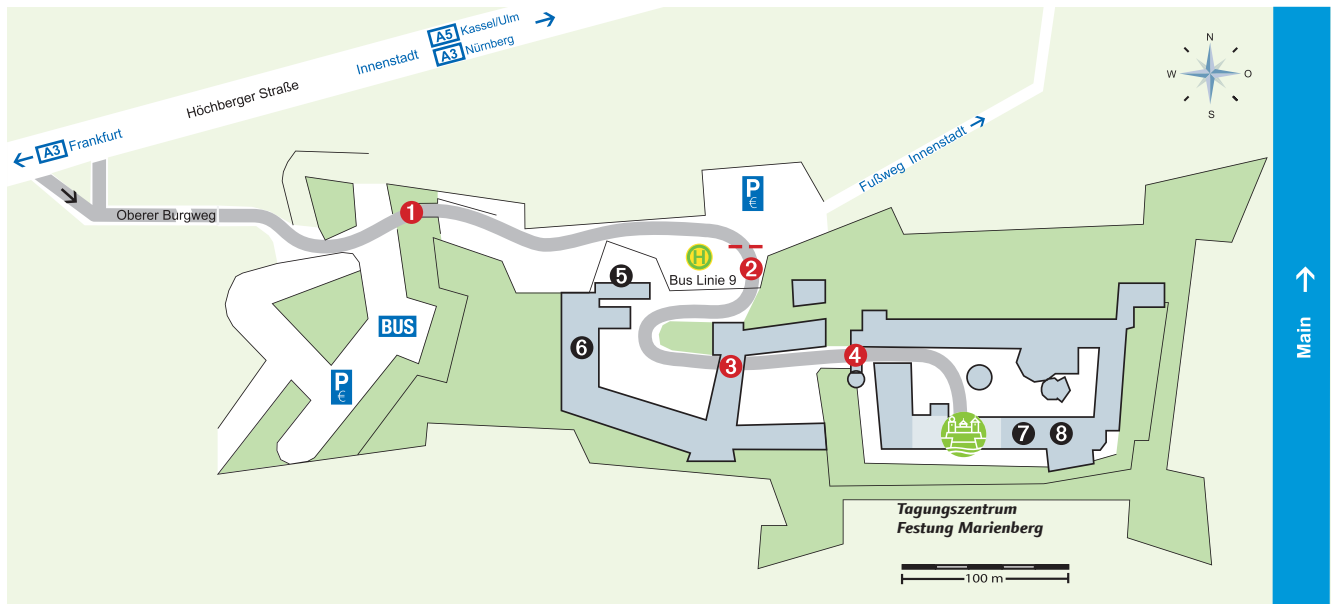 A5 Kassel/Ulm
Innenstadt A3 Nürnberg
Höchberger Straße
A3 Frankfurt
N
W O
S
Oberer Burgweg
Fußweg Innenstadt
P
€
1
H
Bus Linie 9
2
5
BUS
6
3
4
P
€
7 8
Main
Tagungszentrum
Festung Marienberg
100 m